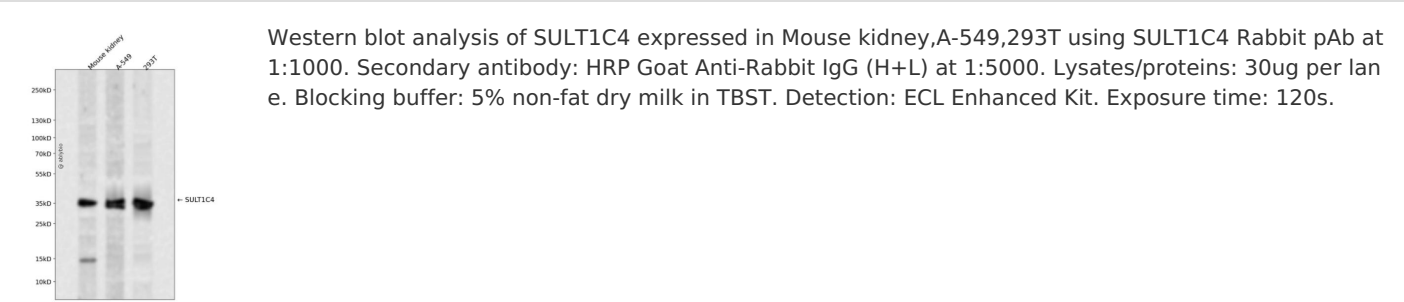 Mouse kidney
A-549
293T
250kD
130kD
100kD
70kD
55kD
35kD
25kD
15kD
10kD
@ abytoo
← SULT1C4
Western blot analysis of SULT1C4 expressed in Mouse kidney,A-549,293T using SULT1C4 Rabbit pAb at
1:1000. Secondary antibody: HRP Goat Anti-Rabbit IgG (H+L) at 1:5000. Lysates/proteins: 30ug per lan
e. Blocking buffer: 5% non-fat dry milk in TBST. Detection: ECL Enhanced Kit. Exposure time: 120s.